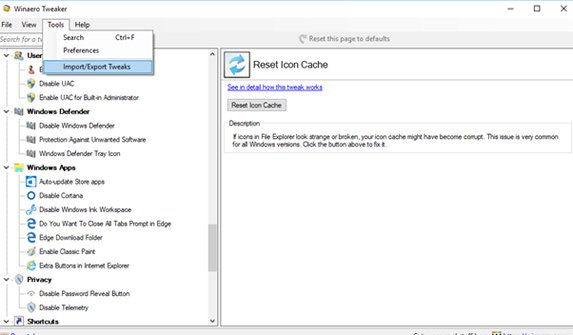 Winaero Tweaker
File View Tools Help
Search for a tw
Search Ctrl+F
Preferences
Import/Export Tweaks
Reset this page to defaults
User
Disable UAC
Enable UAC for Built-in Administrator
Windows Defender
Disable Windows Defender
Protection Against Unwanted Software
Windows Defender Tray Icon
Windows Apps
Auto-update Store apps
Disable Cortana
Disable Windows Ink Workspace
Do You Want To Close All Tabs Prompt in Edge
Edge Download Folder
Enable Classic Paint
Extra Buttons in Internet Explorer
Privacy
Disable Password Reveal Button
Disable Telemetry
Shortcuts
Reset Icon Cache
See in detail how this tweak works
Reset Icon Cache
Description
If icons in File Explorer look strange or broken, your icon cache might have become corrupt. This issue is very common
for all Windows versions. Click the button above to fix it.